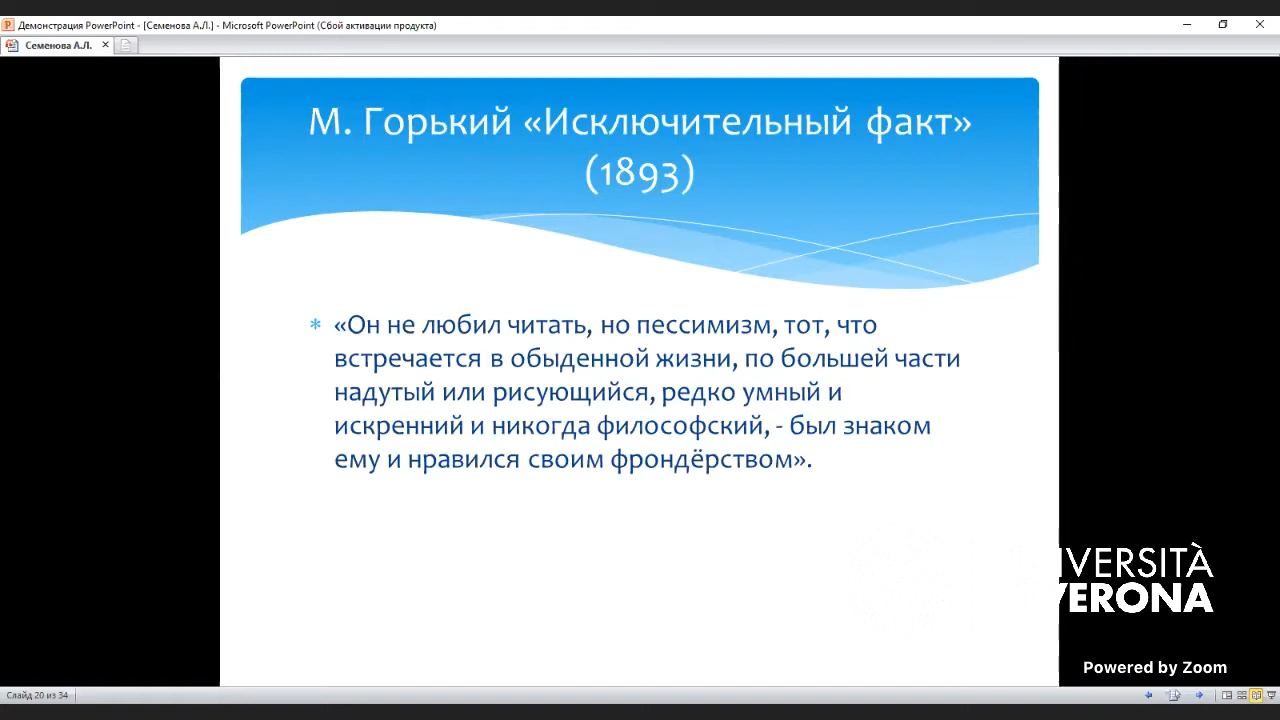 Демонстрация PowerPoint - [Семенова А.Л.] - Microsoft PowerPoint (Сбой активации продукта)
Семенова А.Л.
М. Горький «Исключительный факт»
(1893)
* «Он не любил читать, но пессимизм, тот, что
встречается в обыденной жизни, по большей части
надутый или рисующийся, редко умный и
искренний и никогда философский, - был знаком
ему и нравился своим фрондёрством».
IVERSITÀ
VERONA
Powered by Zoom
Слайд 20 из 34